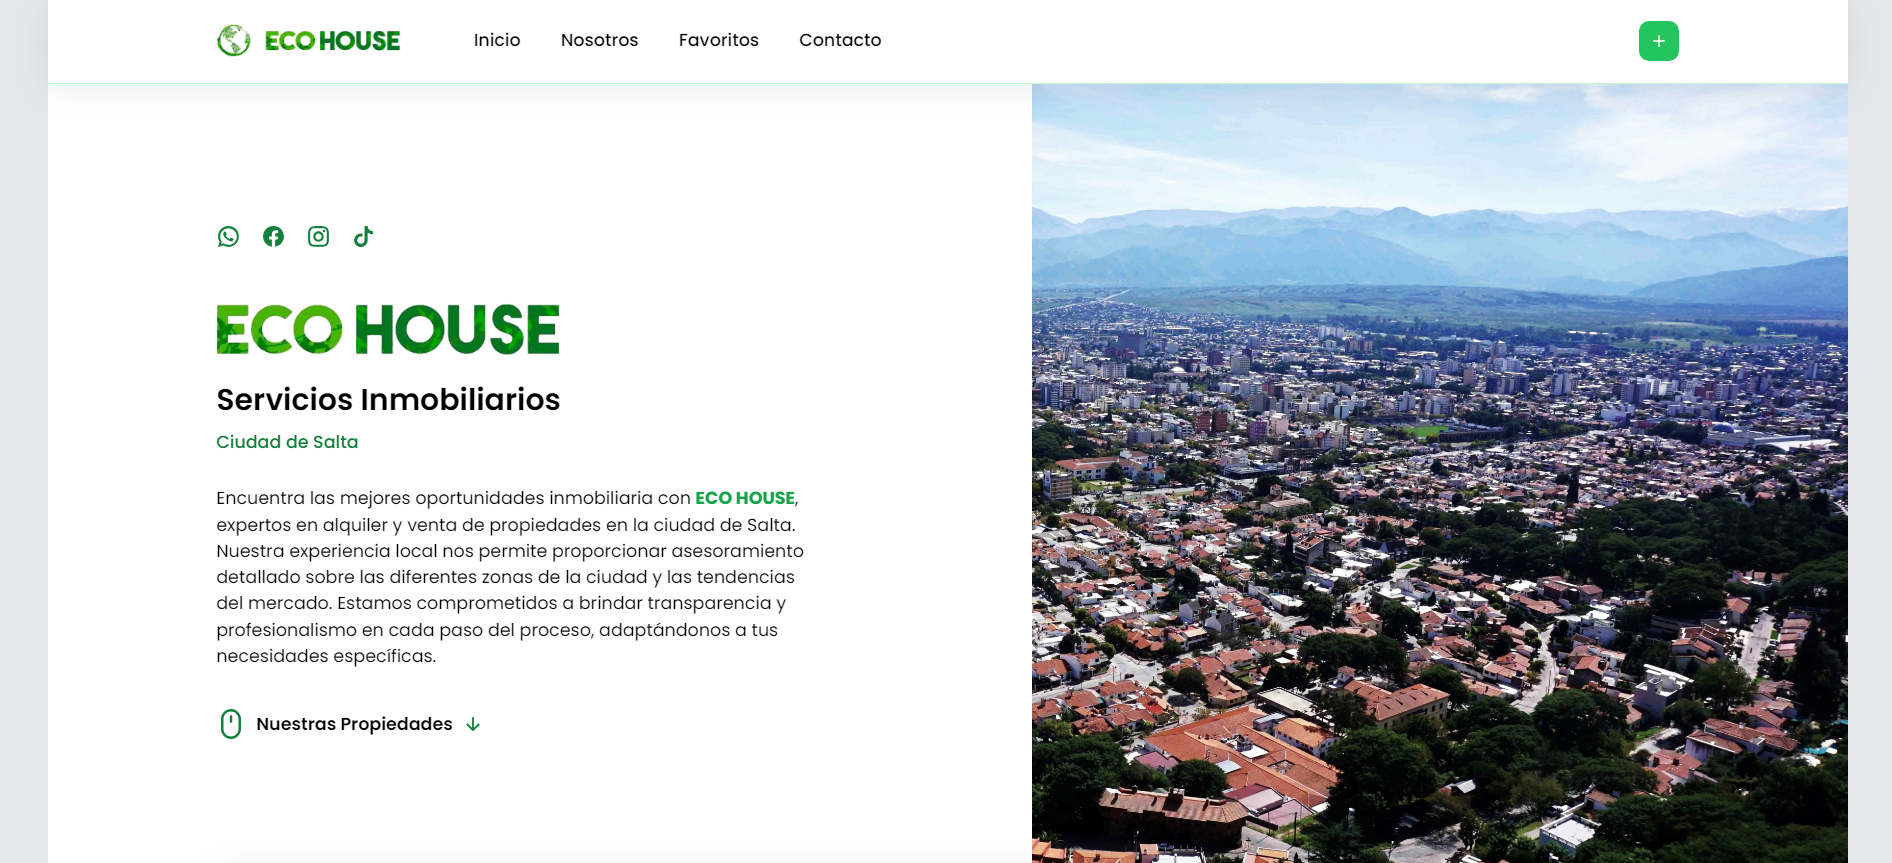 ECO HOUSE
Inicio Nosotros Favoritos Contacto
+
ECO HOUSE
Servicios Inmobiliarios
Ciudad de Salta
Encuentra las mejores oportunidades inmobiliaria con ECO HOUSE,
expertos en alquiler y venta de propiedades en la ciudad de Salta.
Nuestra experiencia local nos permite proporcionar asesoramiento
detallado sobre las diferentes zonas de la ciudad y las tendencias
del mercado. Estamos comprometidos a brindar transparencia y
profesionalismo en cada paso del proceso, adaptándonos a tus
necesidades específicas.
Nuestras Propiedades